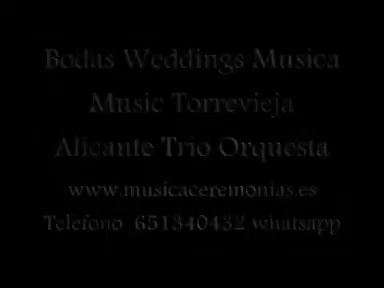 Bodas Weddings Musica
Music Torrevieja
Alicante Trio Orquesta
www.musicaceremonias.es
Telefono 651340432 whatsapp